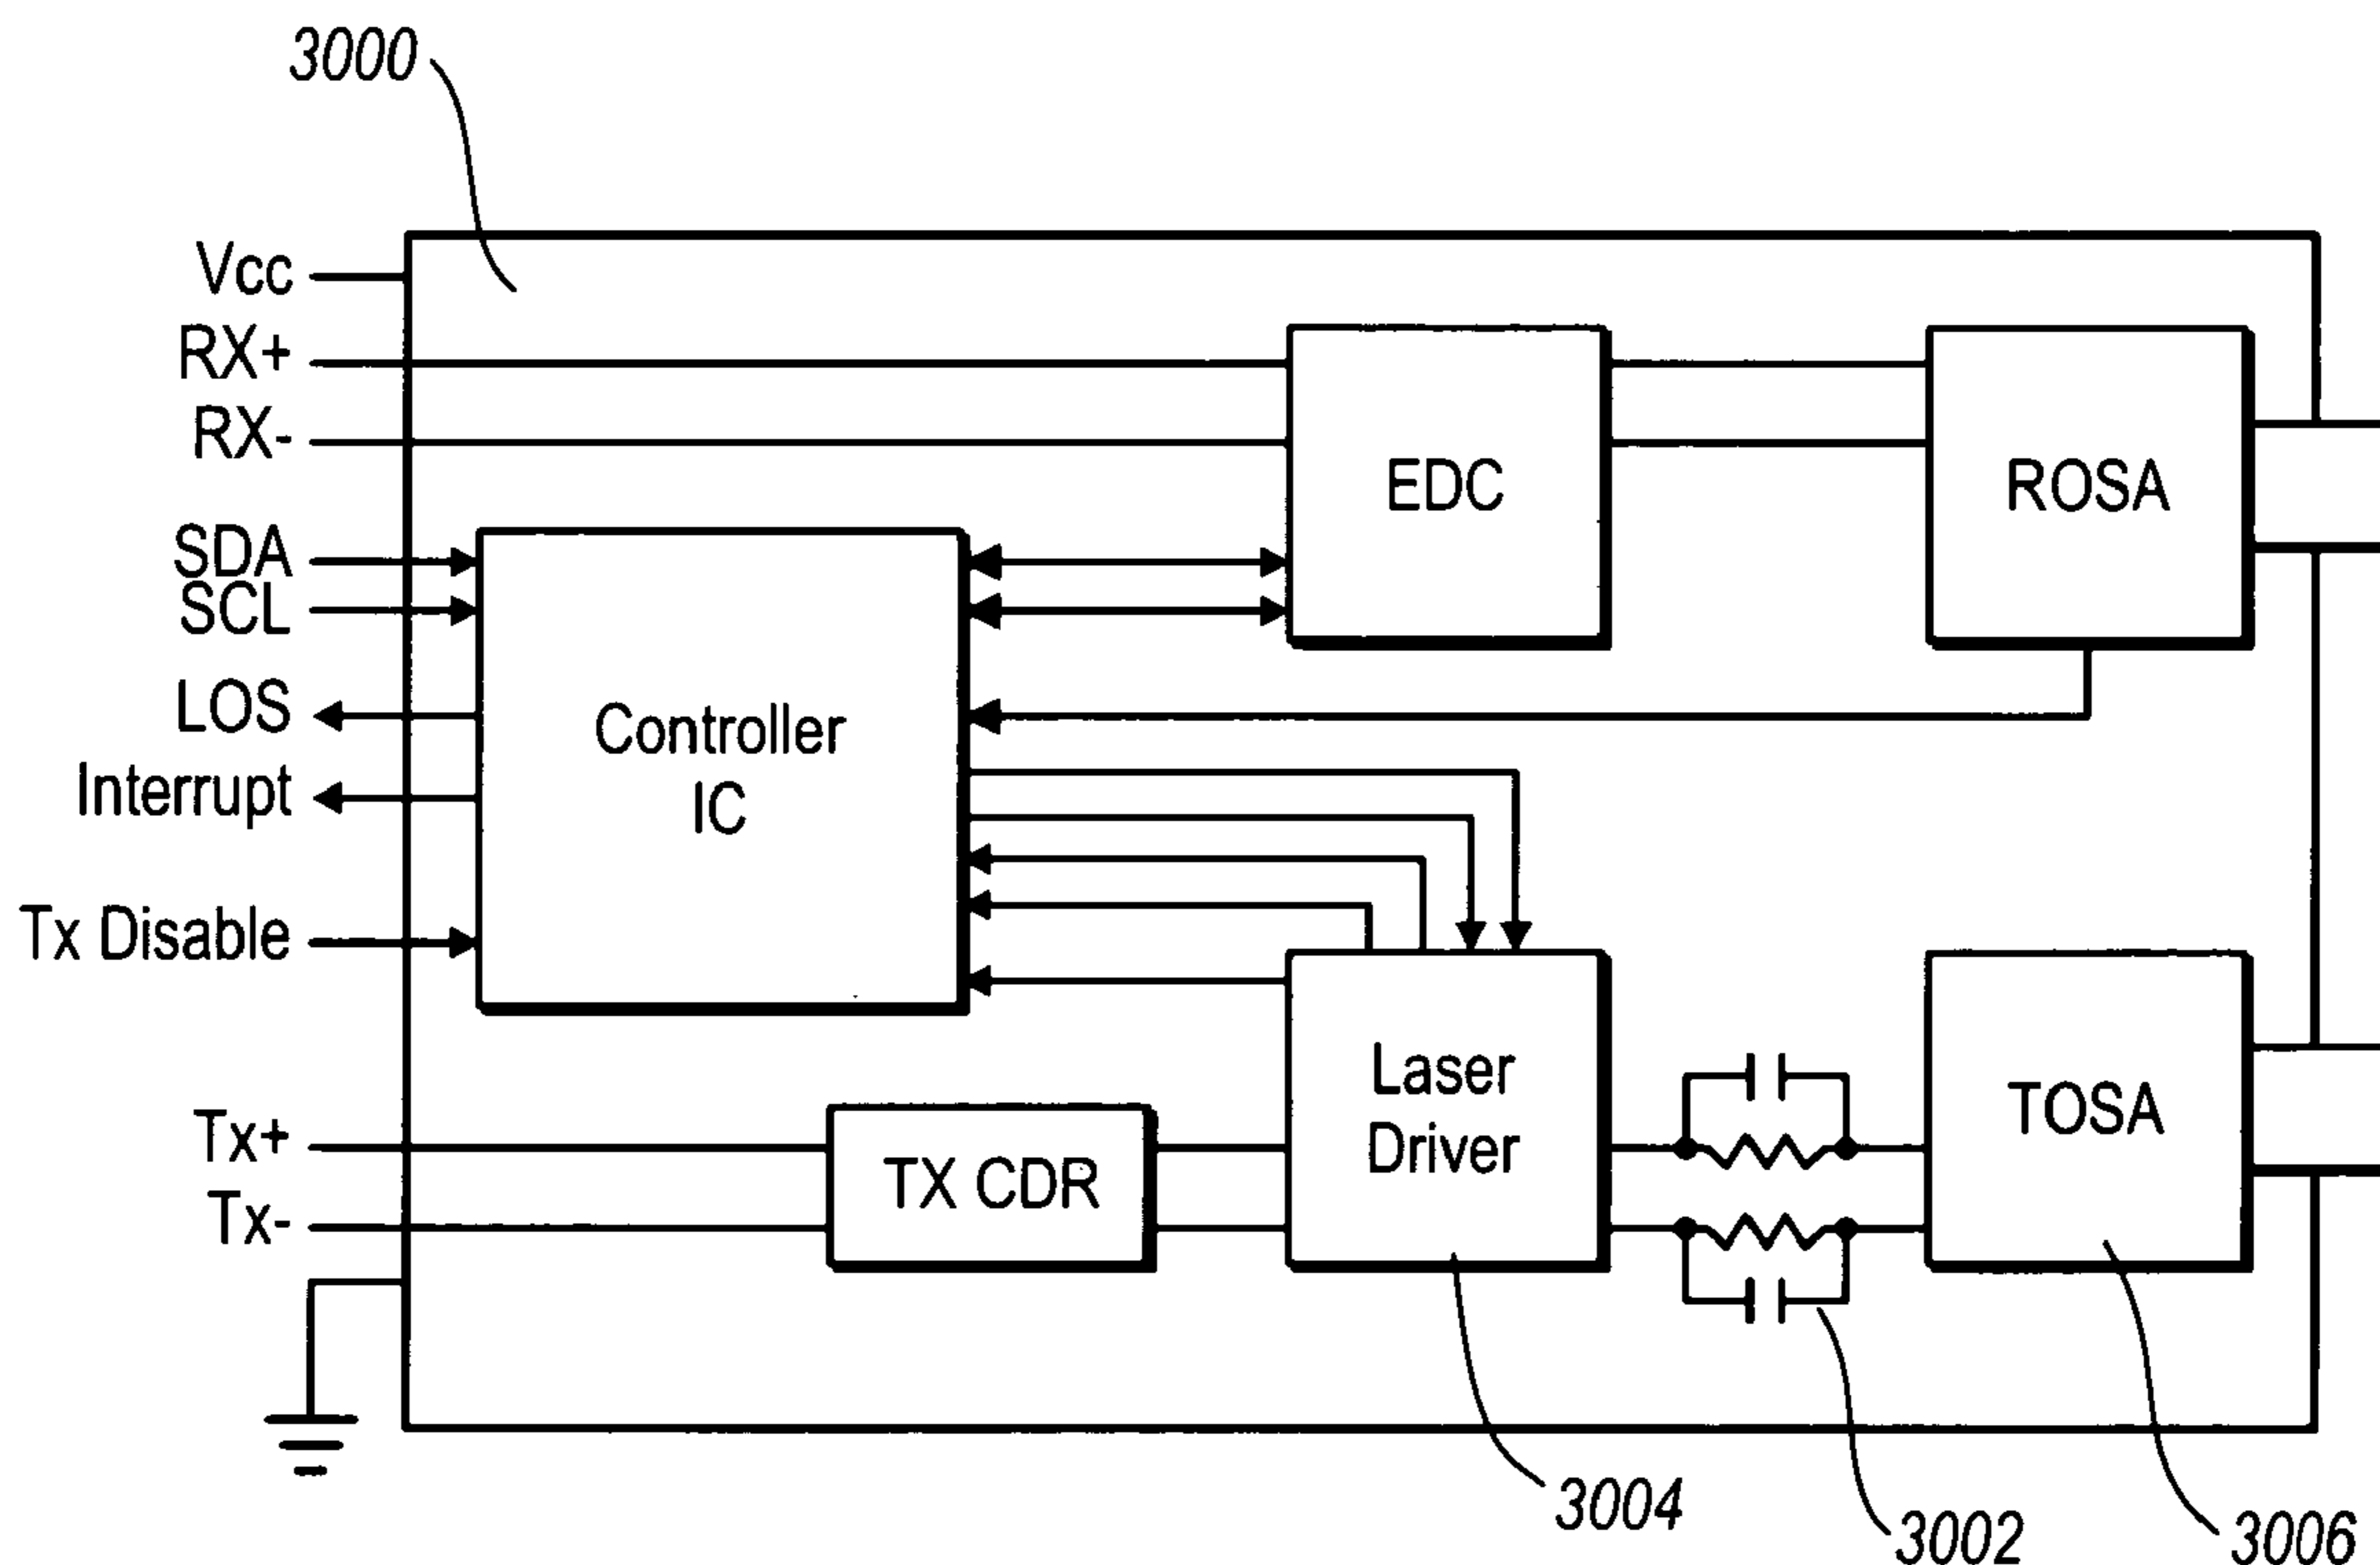 3000
Vcc
RX+
RX-
SDA
SCL
LOS
Interrupt
Tx Disable
Tx+
Tx-
EDC
ROSA
Controller
IC
Laser
Driver
TOSA
TX CDR
3004
3002
3006